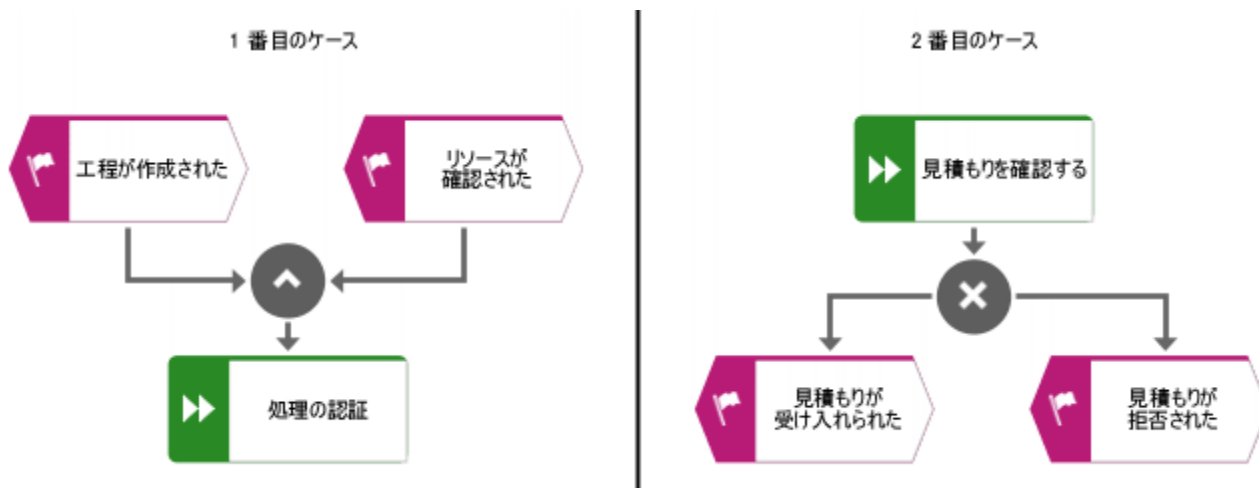 1 番目のケース
工程が作成された
リソースが
確認された
処理の認証
2 番目のケース
見積もりを確認する
見積もりが
受け入れられた
見積もりが
拒否された